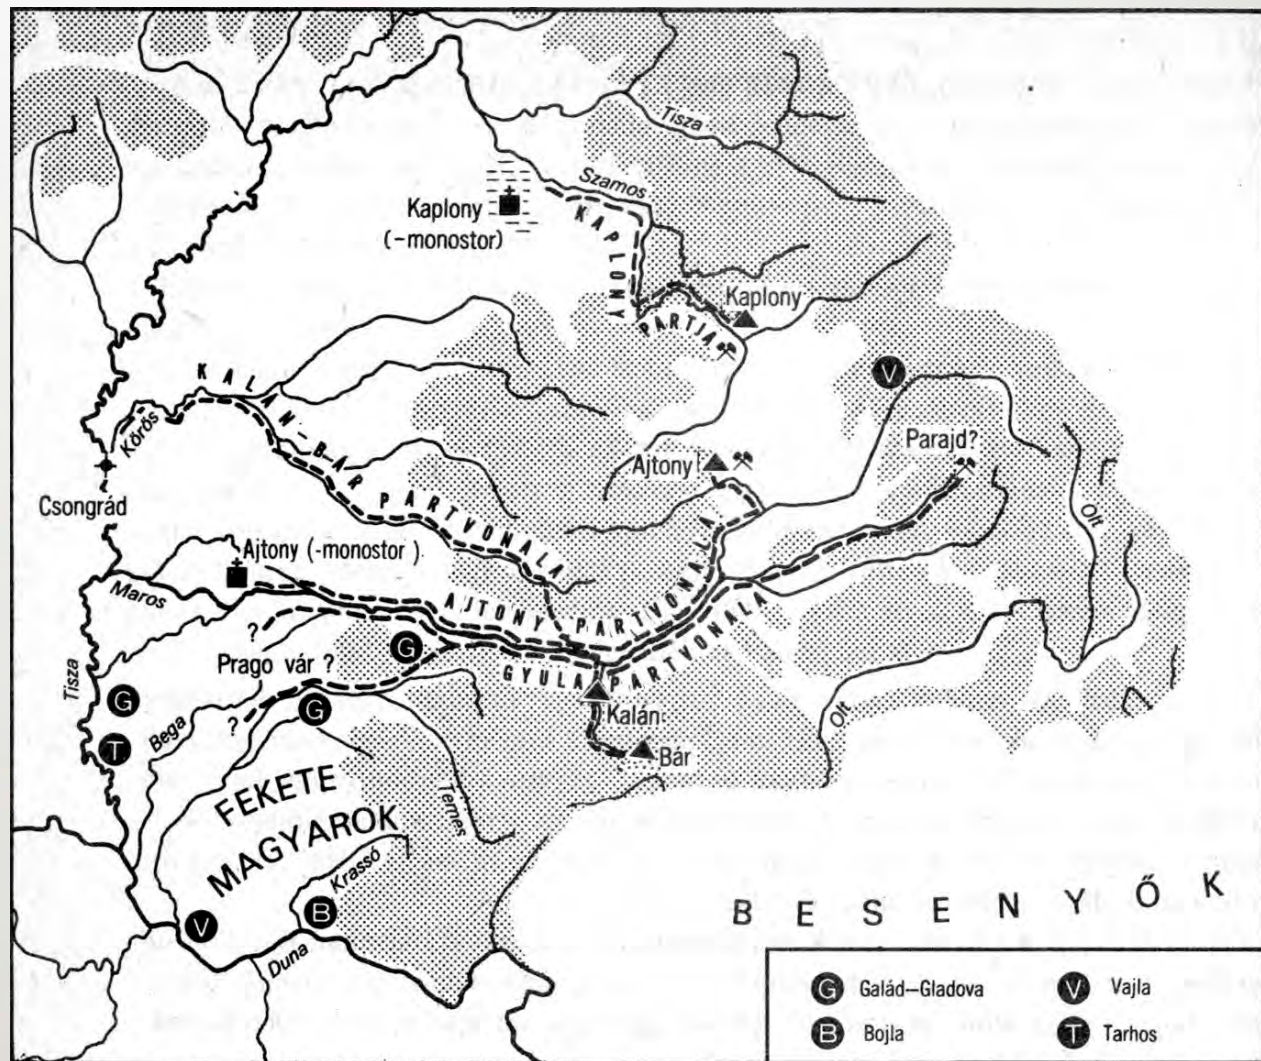 Tisza
Szamos
Kaplony
(-monostor)
KAPLONY
PARTJA
Kaplony
V
KALÁN-BÁR PARTVONALA
Körös
Parajd?
Ajtony
Csongrád
Olt
Ajtony (-monostor)
Maros
AJTONY PARTVONALA
?
G
Prago vár ?
GYULA PARTVONALA
Tisza
G
G
Kalán
?
Bega
Olt
T
Bár
FEKETE
MAGYAROK
Temes
Krassó
B
V
Duna
BESENYŐK
G Galád–Gladova
V Vajla
B Bojla
T Tarhos